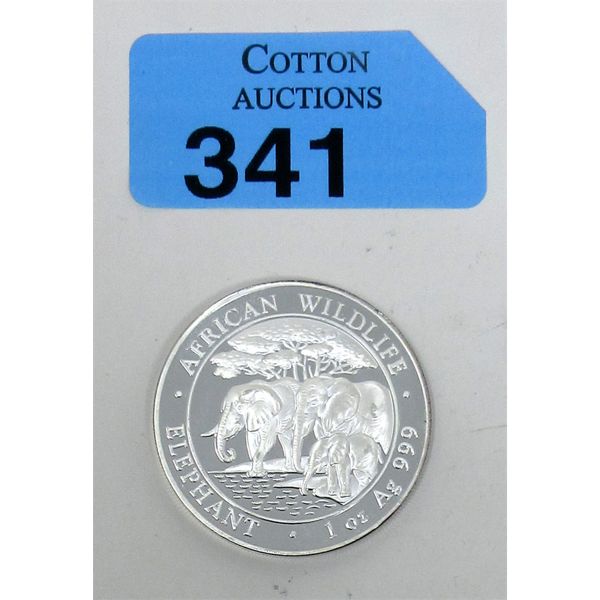 COTTON
AUCTIONS
341
AFRICAN WILDLIFE
ELEPHANT · 1 oz Ag 999